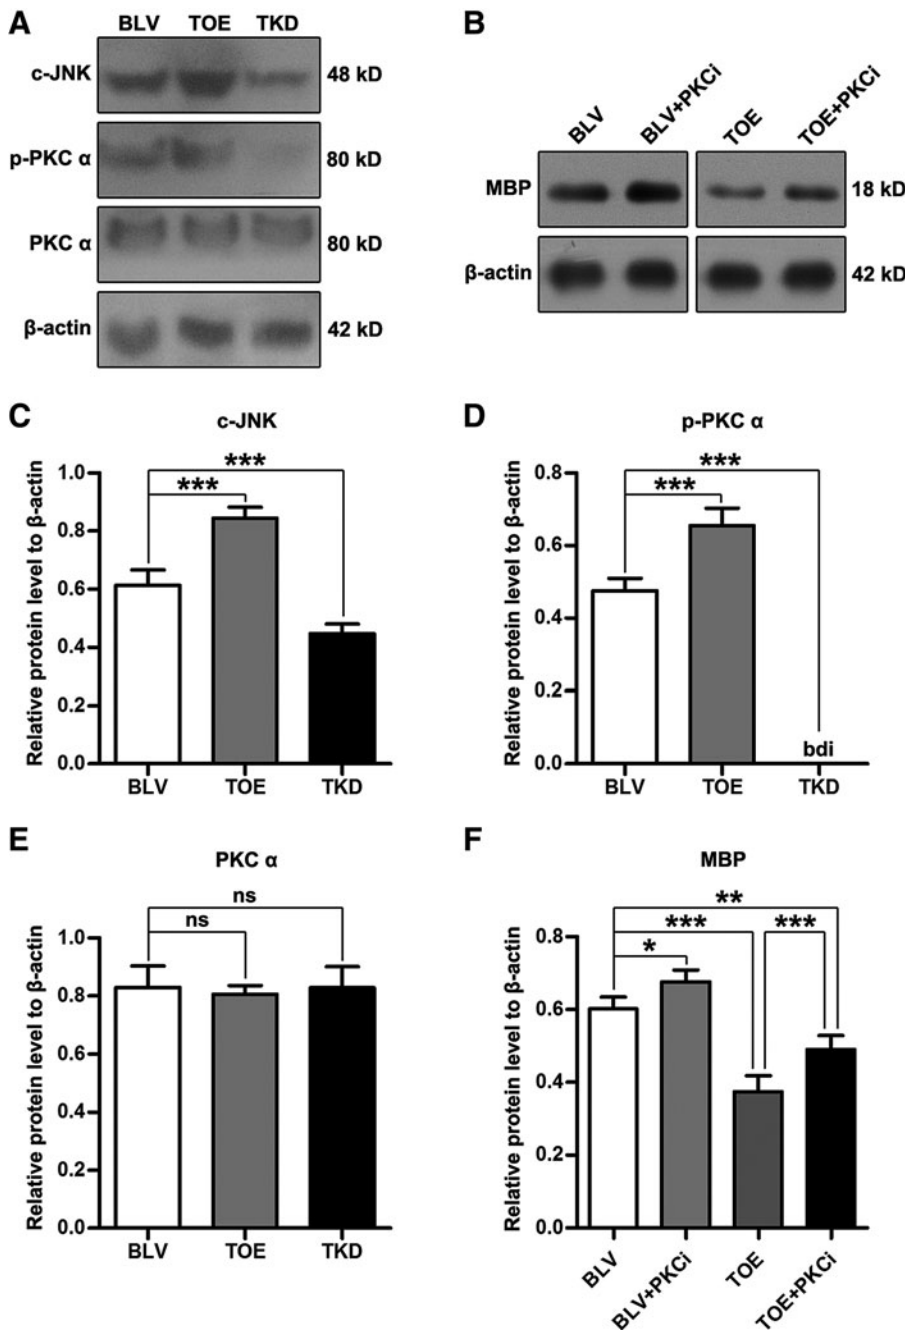 A
BLV TOE TKD
c-JNK 48 kD
p-PKC α 80 kD
PKC α 80 kD
β-actin 42 kD
B
BLV BLV+PKCi TOE TOE+PKCi
MBP 18 kD
β-actin 42 kD
C
c-JNK
Relative protein level to β-actin
1.0
0.8
0.6
0.4
0.2
0.0
***
***
BLV TOE TKD
D
p-PKC α
Relative protein level to β-actin
0.8
0.6
0.4
0.2
0.0
***
***
bdi
BLV TOE TKD
E
PKC α
Relative protein level to β-actin
1.0
0.8
0.6
0.4
0.2
0.0
ns
ns
BLV TOE TKD
F
MBP
Relative protein level to β-actin
0.8
0.6
0.4
0.2
0.0
**
*** ***
*
BLV BLV+PKCi TOE TOE+PKCi